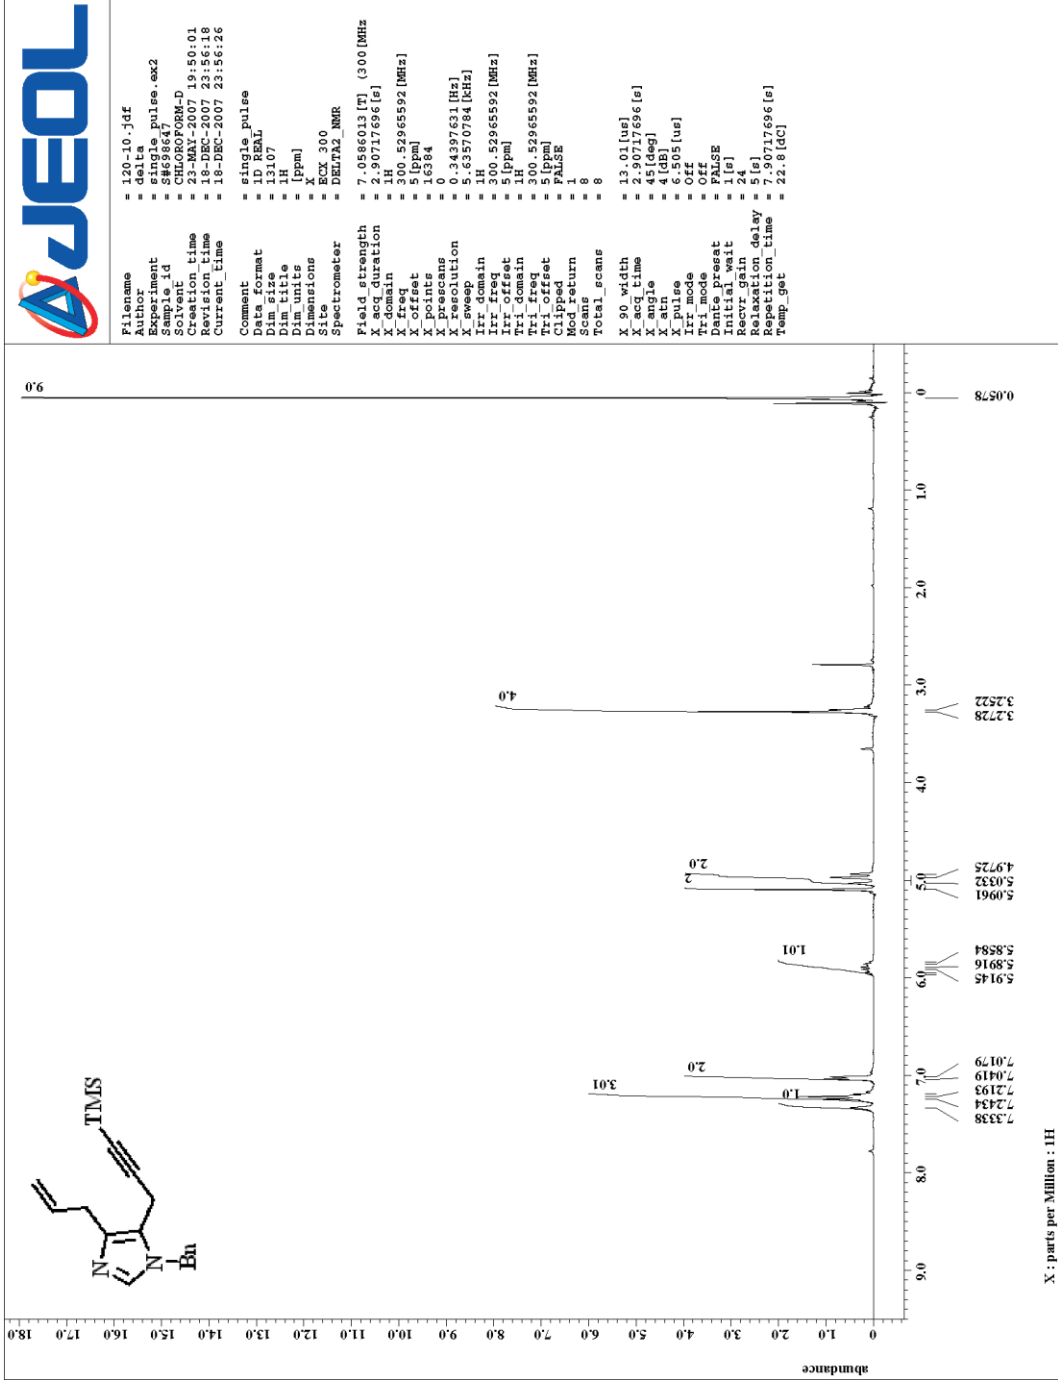 JEOL
Filename = 120-10.jdf
Author = delta
Experiment = single_pulse.ex2
Sample_id = S#698647
Solvent = CHLOROFORM-D
Creation_time = 23-MAY-2007 19:50:01
Revision_time = 18-DEC-2007 23:56:18
Current_time = 18-DEC-2007 23:56:26
Comment = single_pulse
Data_format = 1D REAL
Dim_size = 13107
Dim_title = 1H
Dim_units = [ppm]
Dimensions = X
Site = ECX 300
Spectrometer = DELTA2_NMR
Field_strength = 7.0586013[T] (300[MHz
X_acq_duration = 2.90717696[s]
X_domain = 1H
X_freq = 300.52965592[MHz]
X_offset = 5[ppm]
X_points = 16384
X_prescans = 0
X_resolution = 0.34397631[Hz]
X_sweep = 5.63570784[kHz]
Irr_domain = 1H
Irr_freq = 300.52965592[MHz]
Irr_offset = 5[ppm]
Tri_domain = 1H
Tri_freq = 300.52965592[MHz]
Tri_offset = 5[ppm]
Clipped = FALSE
Mod_return = 1
Scans = 8
Total_scans = 8
X_90_width = 13.01[us]
X_acq_time = 2.90717696[s]
X_angle = 45[deg]
X_atn = 4[dB]
X_pulse = 6.505[us]
Irr_mode = Off
Tri_mode = Off
Dante_presat = FALSE
Initial_wait = 1[s]
Recvr_gain = 24
Relaxation_delay = 5[s]
Repetition_time = 7.90717696[s]
Temp_get = 22.8[dC]
TMS
N
N
Bn
9.0
4.0
2.0
2
1.01
2.0
3.01
1.0
abundance
18.0 17.0 16.0 15.0 14.0 13.0 12.0 11.0 10.0 9.0 8.0 7.0 6.0 5.0 4.0 3.0 2.0 1.0 0
9.0 8.0 7.0 6.0 5.0 4.0 3.0 2.0 1.0 0
7.3338
7.2434
7.2193
7.0419
7.0179
5.9145
5.8916
5.8584
5.0961
5.0332
4.9725
3.2728
3.2522
0.0578
X : parts per Million : 1H